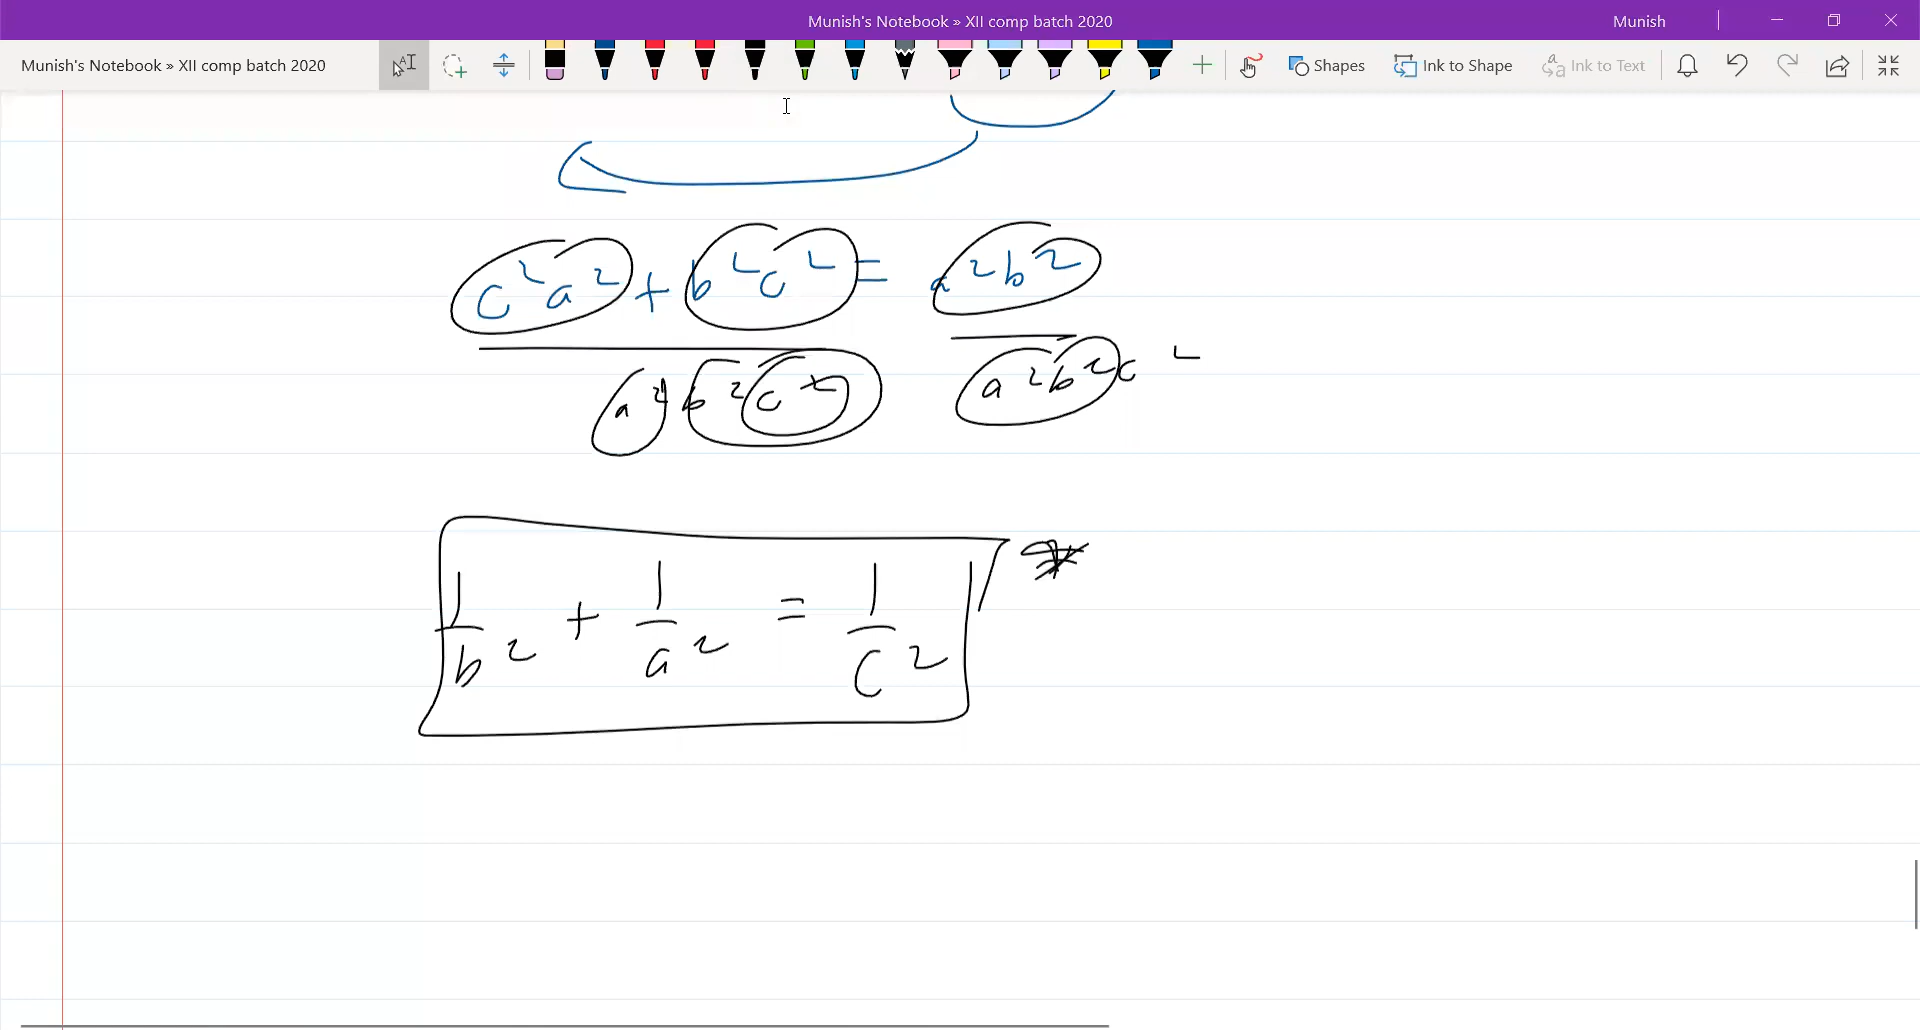 Munish's Notebook » XII comp batch 2020 Munish
Munish's Notebook » XII comp batch 2020 Shapes Ink to Shape Ink to Text
c²a² + b²c² = a²b²
a²b²c² a²b²c²
1/b² + 1/a² = 1/c²